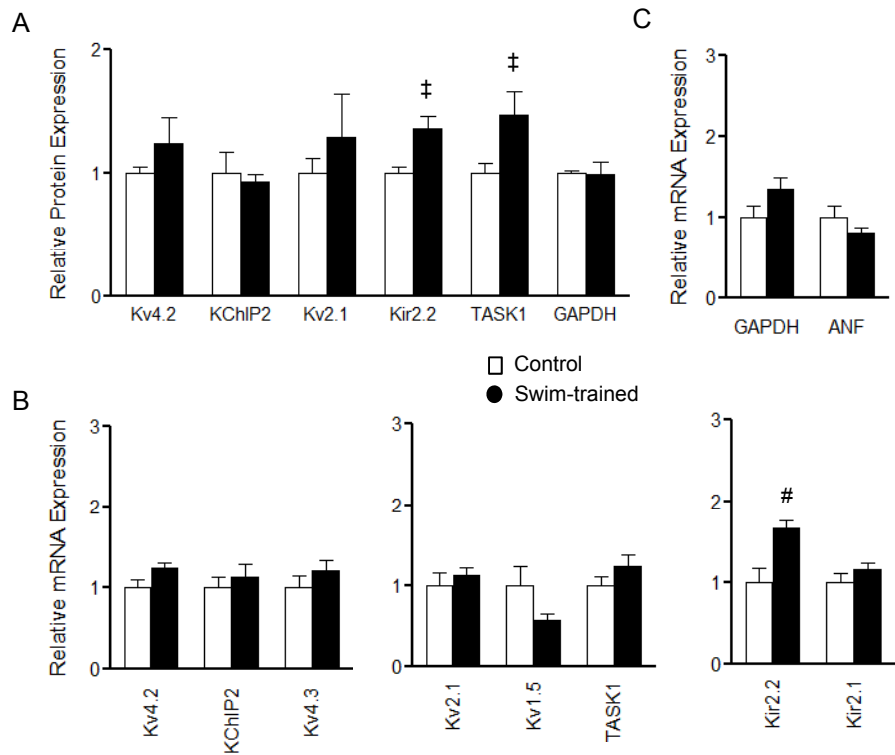 A
Relative Protein Expression
2
1
0
‡
‡
Kv4.2 KChIP2 Kv2.1 Kir2.2 TASK1 GAPDH
C
Relative mRNA Expression
3
2
1
0
GAPDH ANF
Control
Swim-trained
B
Relative mRNA Expression
3
2
1
0
Kv4.2 KChIP2 Kv4.3
3
2
1
0
Kv2.1 Kv1.5 TASK1
3
2
1
0
#
Kir2.2 Kir2.1